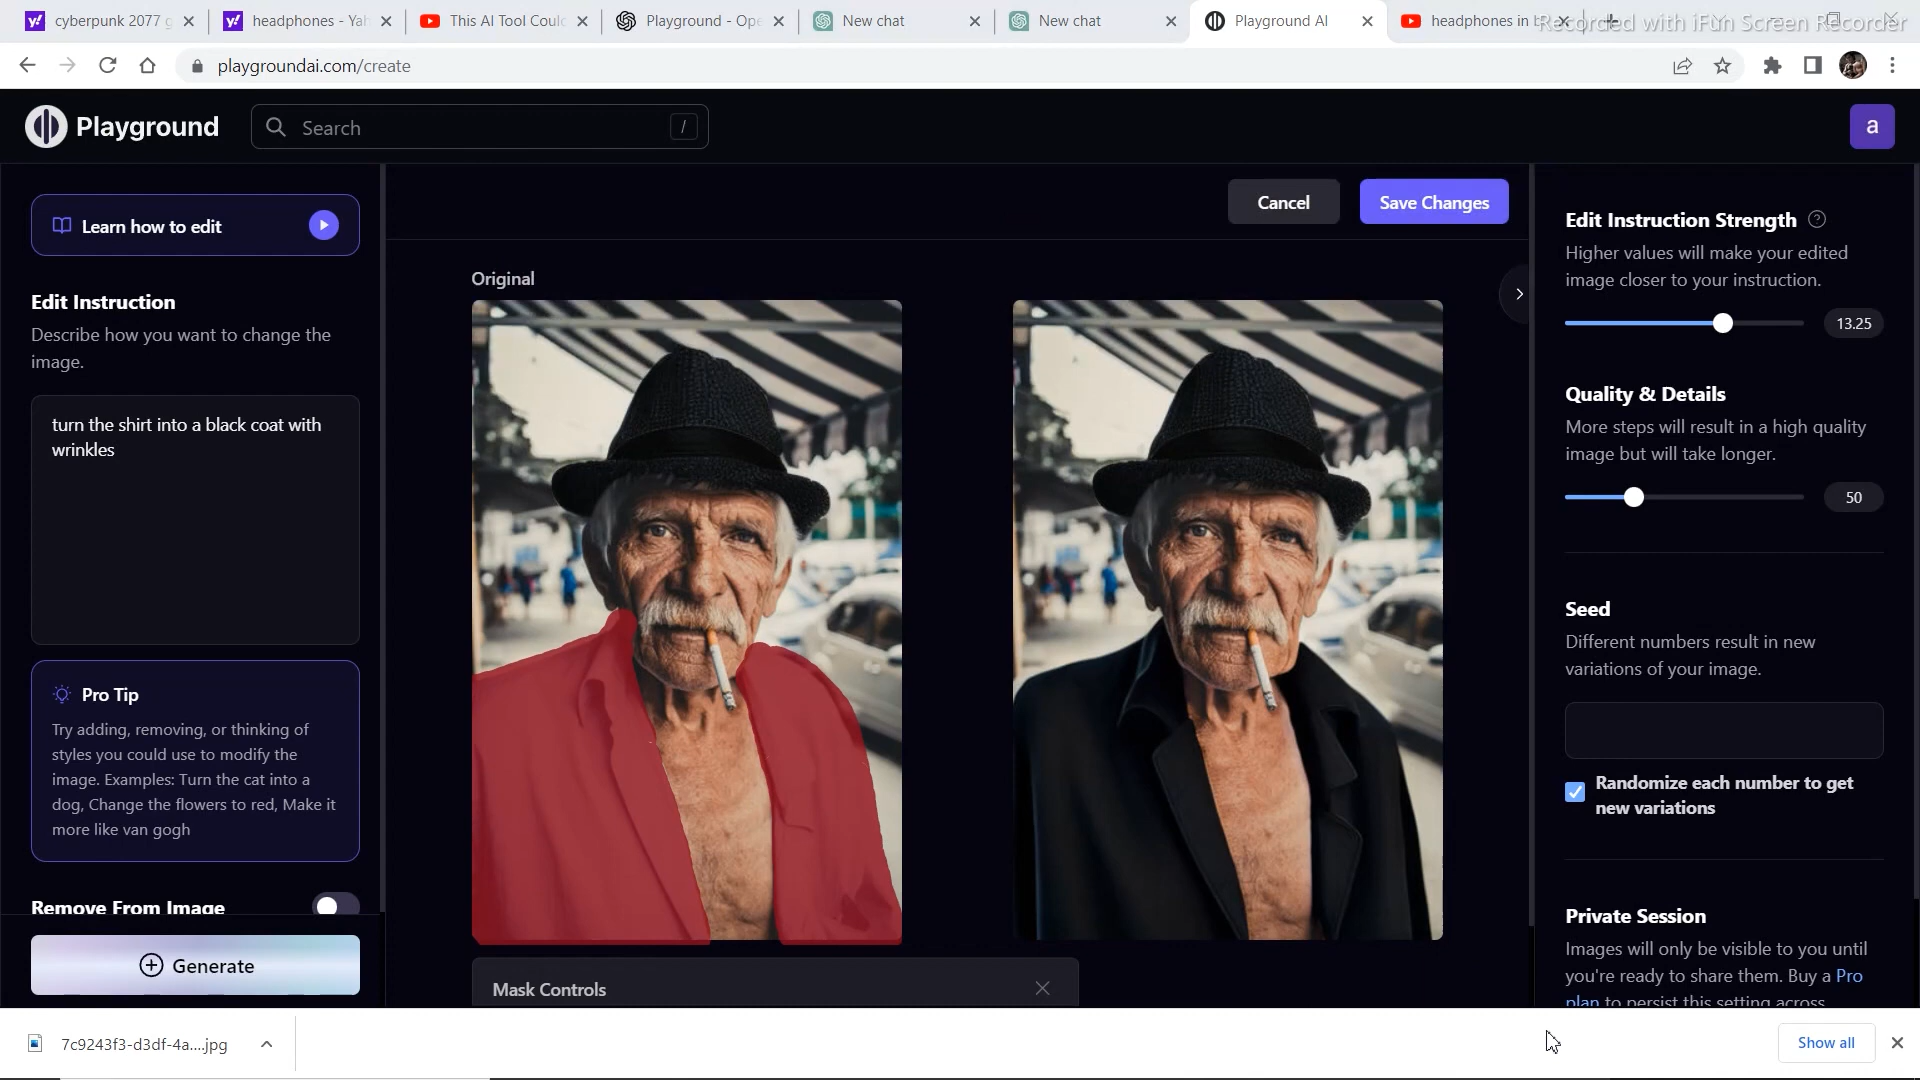 cyberpunk 2077 g
headphones - Yah
This AI Tool Coulc
Playground - Ope
New chat
New chat
Playground AI
headphones in b
Recorded with iFun Screen Recorder
playgroundai.com/create
Playground
Search
/
a
Learn how to edit
Cancel
Save Changes
Edit Instruction
Describe how you want to change the
image.
turn the shirt into a black coat with
wrinkles
Pro Tip
Try adding, removing, or thinking of
styles you could use to modify the
image. Examples: Turn the cat into a
dog, Change the flowers to red, Make it
more like van gogh
Remove From Image
Generate
Original
Mask Controls
Edit Instruction Strength
Higher values will make your edited
image closer to your instruction.
13.25
Quality & Details
More steps will result in a high quality
image but will take longer.
50
Seed
Different numbers result in new
variations of your image.
Randomize each number to get
new variations
Private Session
Images will only be visible to you until
you're ready to share them. Buy a Pro
plan to persist this setting across
7c9243f3-d3df-4a....jpg
Show all